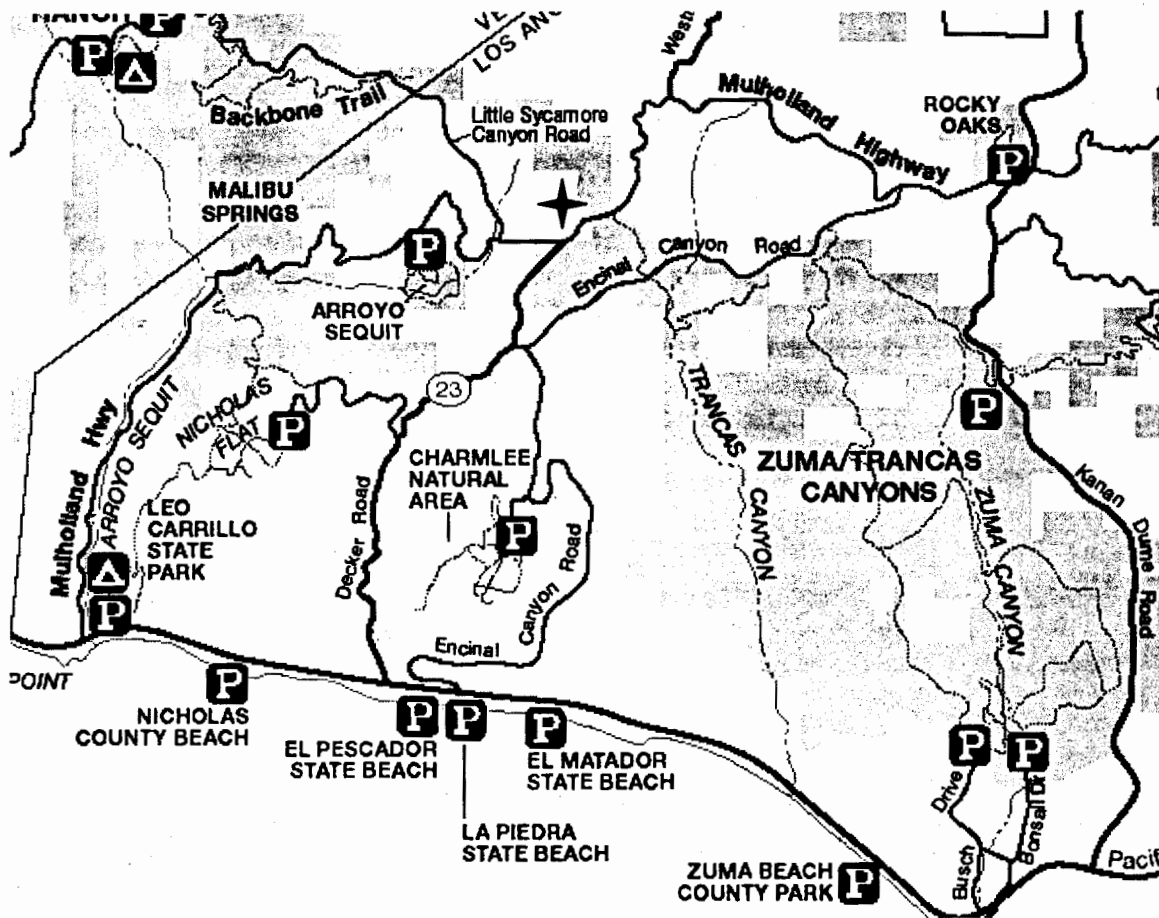 P
VE
LOS ANG
West
P
Backbone Trail
Little Sycamore
Canyon Road
Mulholland Highway
ROCKY
OAKS
P
MALIBU
SPRINGS
P
ARROYO
SEQUIT
Encinal Canyon Road
23
Mulholland Hwy
ARROYO SEQUIT
NICHOLAS
FLAT
P
TRANCAS
CANYON
P
CHARMLEE
NATURAL
AREA
P
ZUMA/TRANCAS
CANYONS
ZUMA CANYON
Kanan Dume Road
LEO
CARRILLO
STATE
PARK
P
Decker Road
Encinal Canyon Road
POINT
P
NICHOLAS
COUNTY BEACH
P
EL PESCADOR
STATE BEACH
P
P
EL MATADOR
STATE BEACH
P
P
LA PIEDRA
STATE BEACH
Busch Drive
Bonsall Dr
Pacif
ZUMA BEACH
COUNTY PARK
P